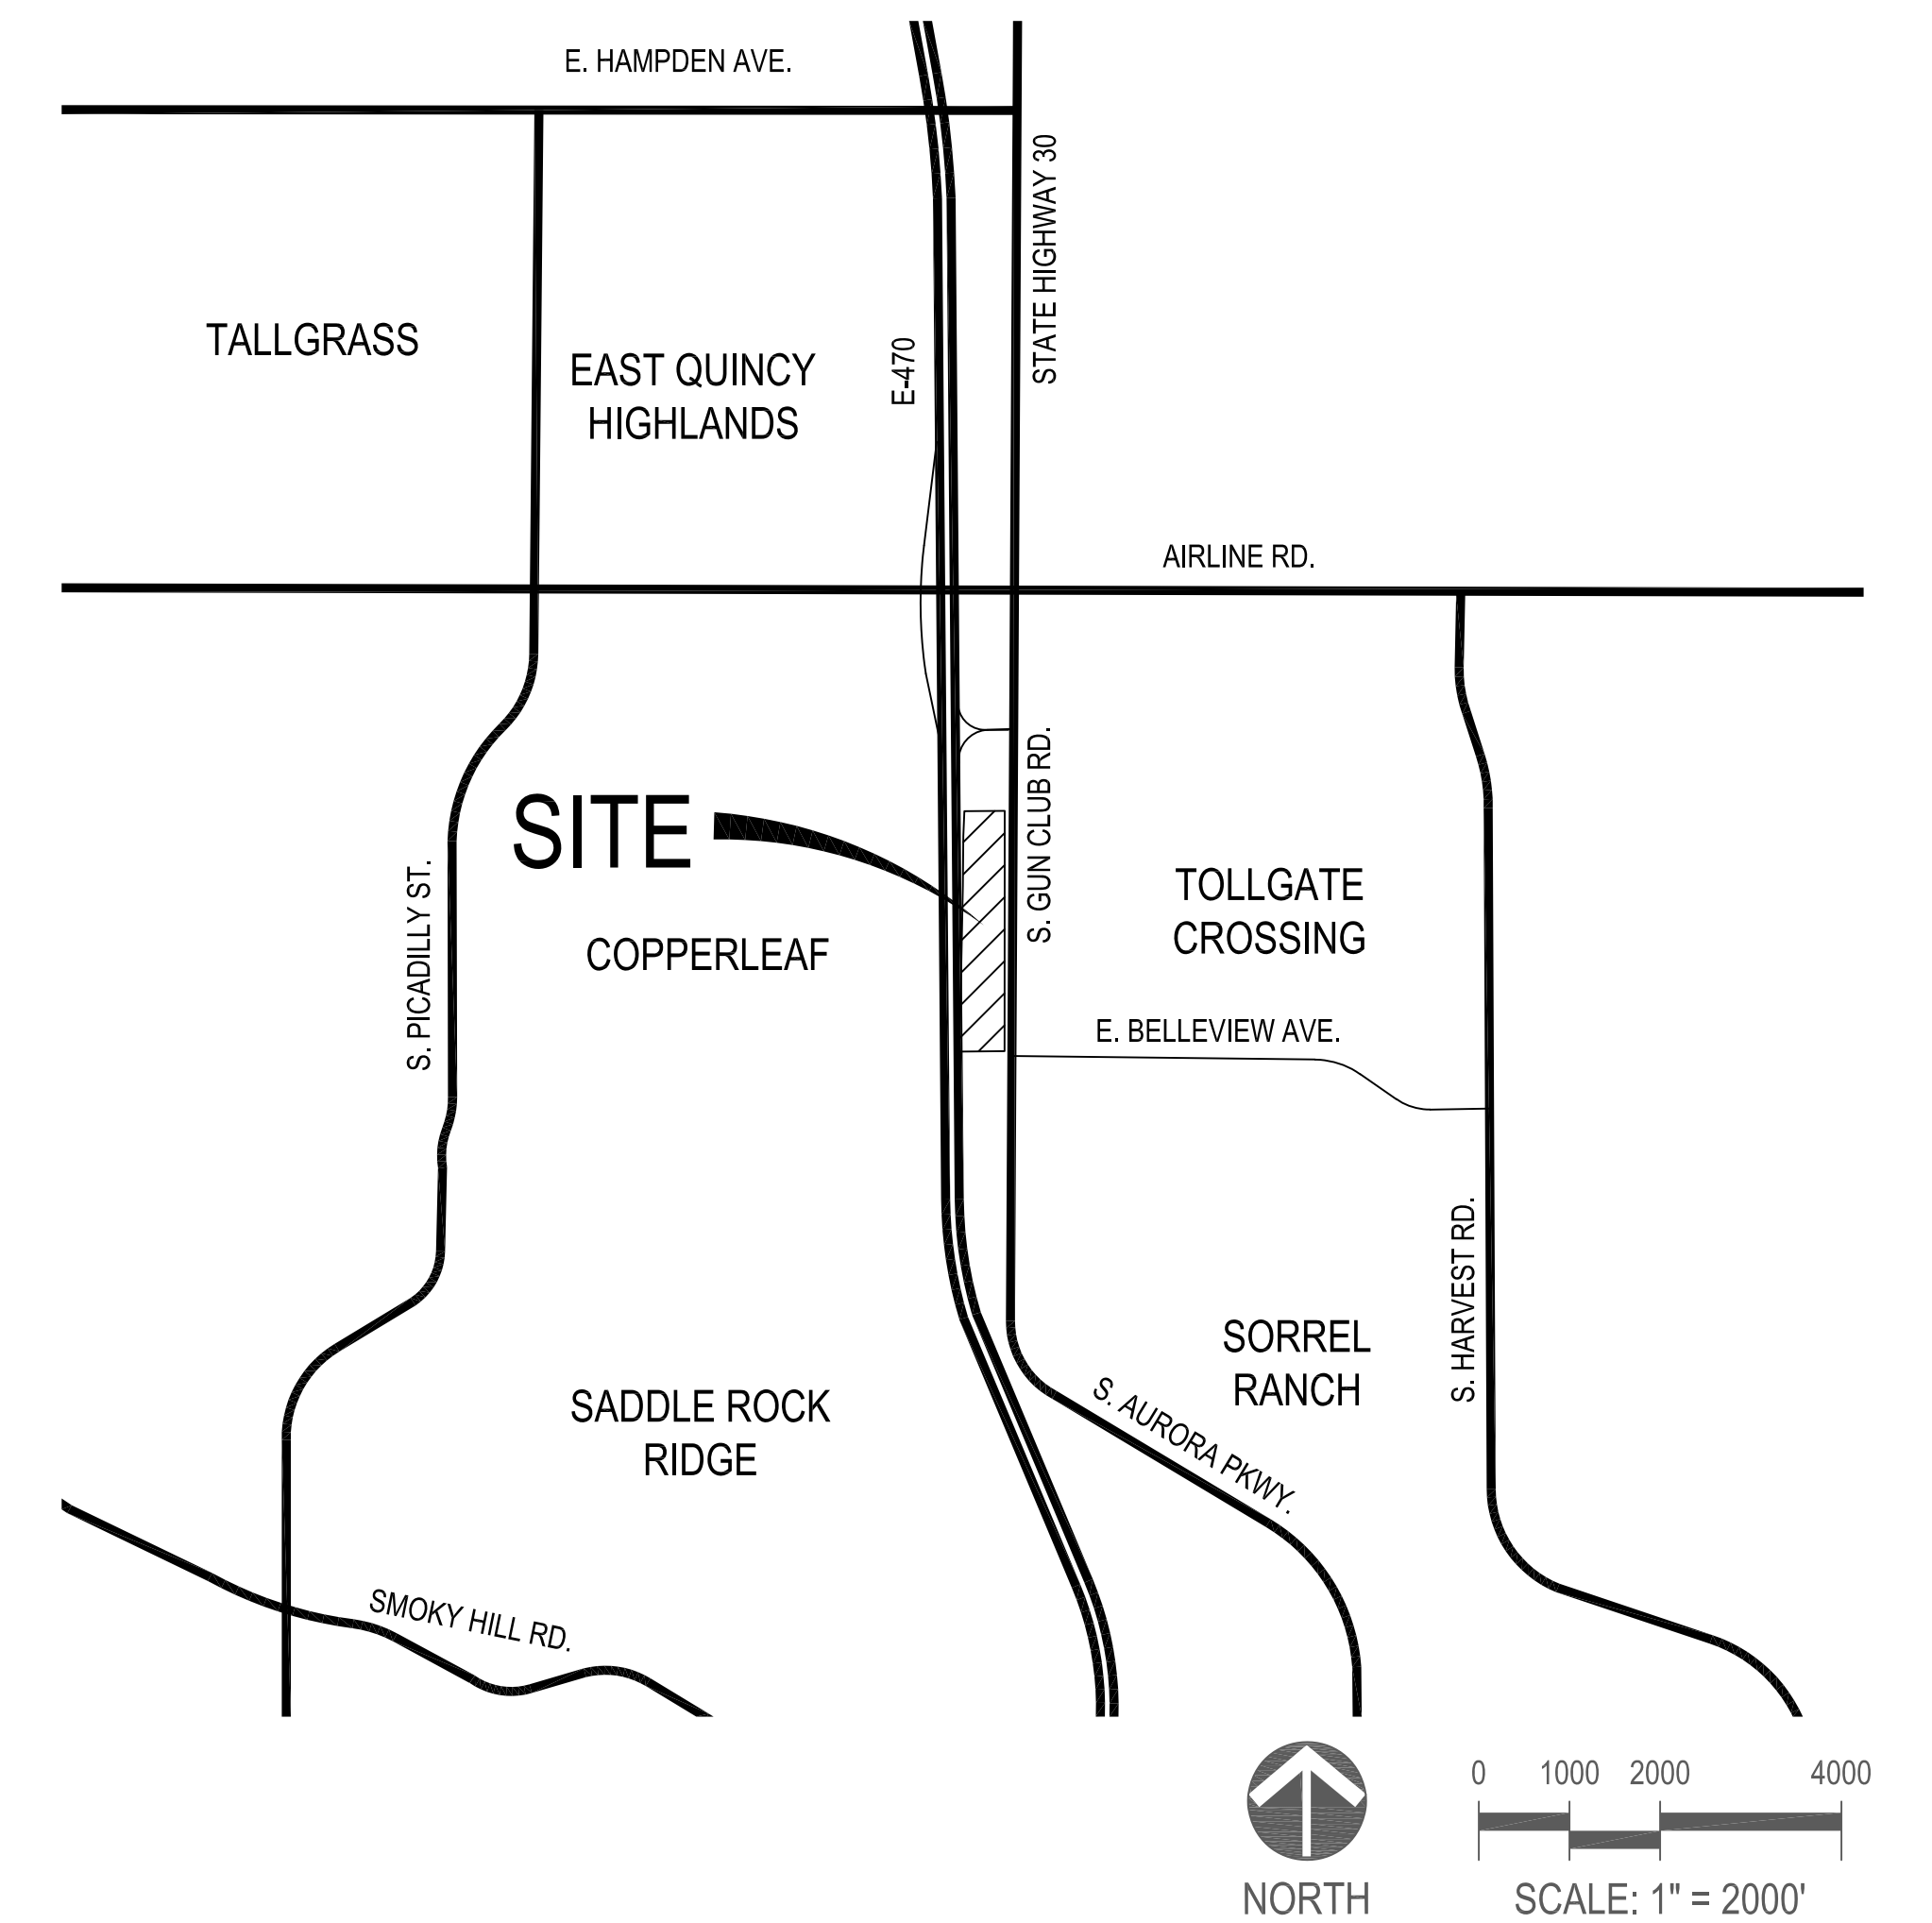 E. HAMPDEN AVE.
STATE HIGHWAY 30
TALLGRASS
EAST QUINCY
HIGHLANDS
E-470
AIRLINE RD.
S. GUN CLUB RD.
SITE
TOLLGATE
CROSSING
S. PICADILLY ST.
COPPERLEAF
E. BELLEVIEW AVE.
S. HARVEST RD.
SORREL
RANCH
S. AURORA PKWY.
SADDLE ROCK
RIDGE
SMOKY HILL RD.
0 1000 2000 4000
NORTH
SCALE: 1" = 2000'